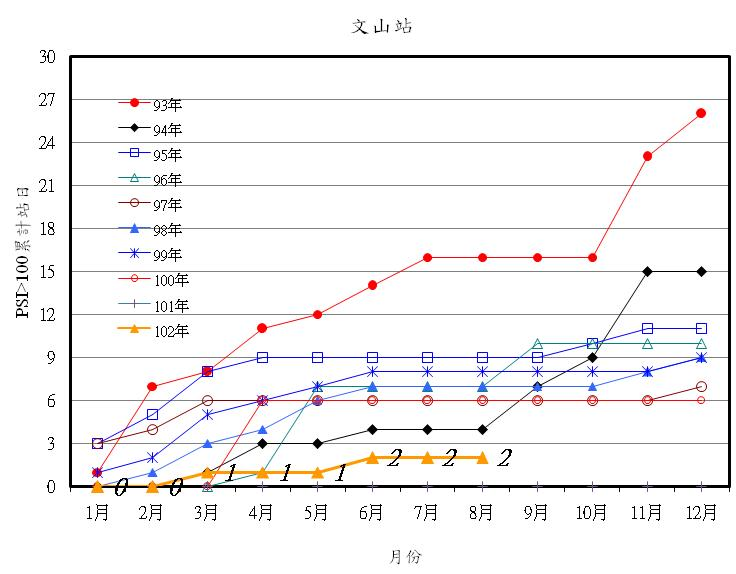 文山站
PSI>100累計站日
30
27
24
21
18
15
12
9
6
3
0
93年
94年
95年
96年
97年
98年
99年
100年
101年
102年
0 0 1 1 1 2 2 2
1月 2月 3月 4月 5月 6月 7月 8月 9月 10月 11月 12月
月份